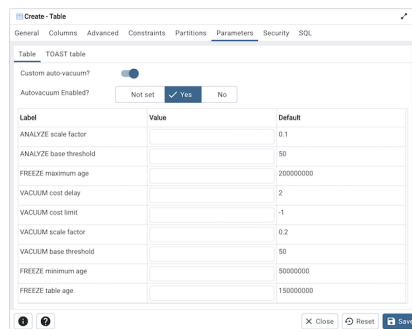 Create - Table
General Columns Advanced Constraints Partitions Parameters Security SQL
Table TOAST table
Custom auto-vacuum?
Autovacuum Enabled? Not set Yes No
Label Value Default
ANALYZE scale factor 0.1
ANALYZE base threshold 50
FREEZE maximum age 200000000
VACUUM cost delay 2
VACUUM cost limit -1
VACUUM scale factor 0.2
VACUUM base threshold 50
FREEZE minimum age 50000000
FREEZE table age 150000000
Close Reset Save